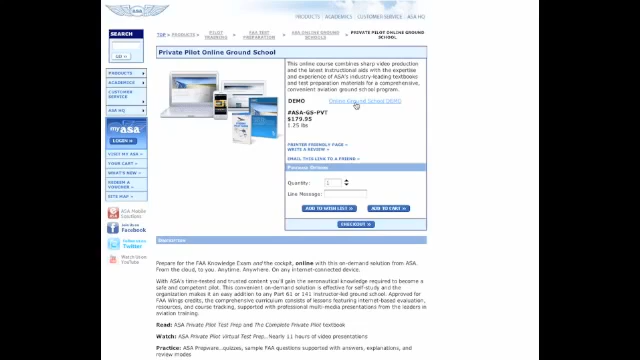 ASA
PRODUCTS | ACADEMICS | CUSTOMER SERVICE | ASA HQ
TOP » PRODUCTS » PILOT TRAINING » FAA TEST PREPARATION » ASA ONLINE GROUND SCHOOLS » PRIVATE PILOT ONLINE GROUND SCHOOL
SEARCH
GO »
PRODUCTS
ACADEMICS
CUSTOMER SERVICE
ASA HQ
my asa
LOGIN »
VISIT MY ASA »
YOUR CART »
WHAT'S NEW »
REDEEM A VOUCHER »
SITE MAP »
ASA Mobile Solutions
Facebook
Twitter
Watch Us on YouTube
Private Pilot Online Ground School
This online course combines sharp video presentation
and the latest instructional aids with the expertise
and experience of ASA's industry-leading textbooks
and test preparation materials for a comprehensive,
convenient aviation ground school program.
DEMO Online Ground School DEMO
#ASA-GS-PVT
$179.95
1.25 lbs
PRINTER FRIENDLY PAGE »
WRITE A REVIEW »
EMAIL THIS LINK TO A FRIEND »
Purchase Options
Quantity: 1
Line Message:
ADD TO WISH LIST »
ADD TO CART »
CHECKOUT »
Description
Prepare for the FAA Knowledge Exam and the cockpit, online with this on-demand solution from ASA.
From the cloud, to you. Anytime. Anywhere. On any internet-connected device.
With ASA's time-tested and trusted content you'll gain the aeronautical knowledge required to become a
safe and competent pilot. This convenient on-demand solution is effective for self-study and the
organization makes it an easy addition to any Part 61 or 141 instructor-led ground school. Approved for
FAA Wings credits, the comprehensive curriculum consists of lessons featuring internet-based evaluation,
resources, and course tracking, supported with professional multi-media presentations from the leaders in
aviation training.
Read: ASA Private Pilot Test Prep and The Complete Private Pilot textbook
Watch: ASA Private Pilot Virtual Test Prep...Nearly 11 hours of video presentations
Practice: ASA Prepware...quizzes, sample FAA questions supported with answers, explanations, and
review modes